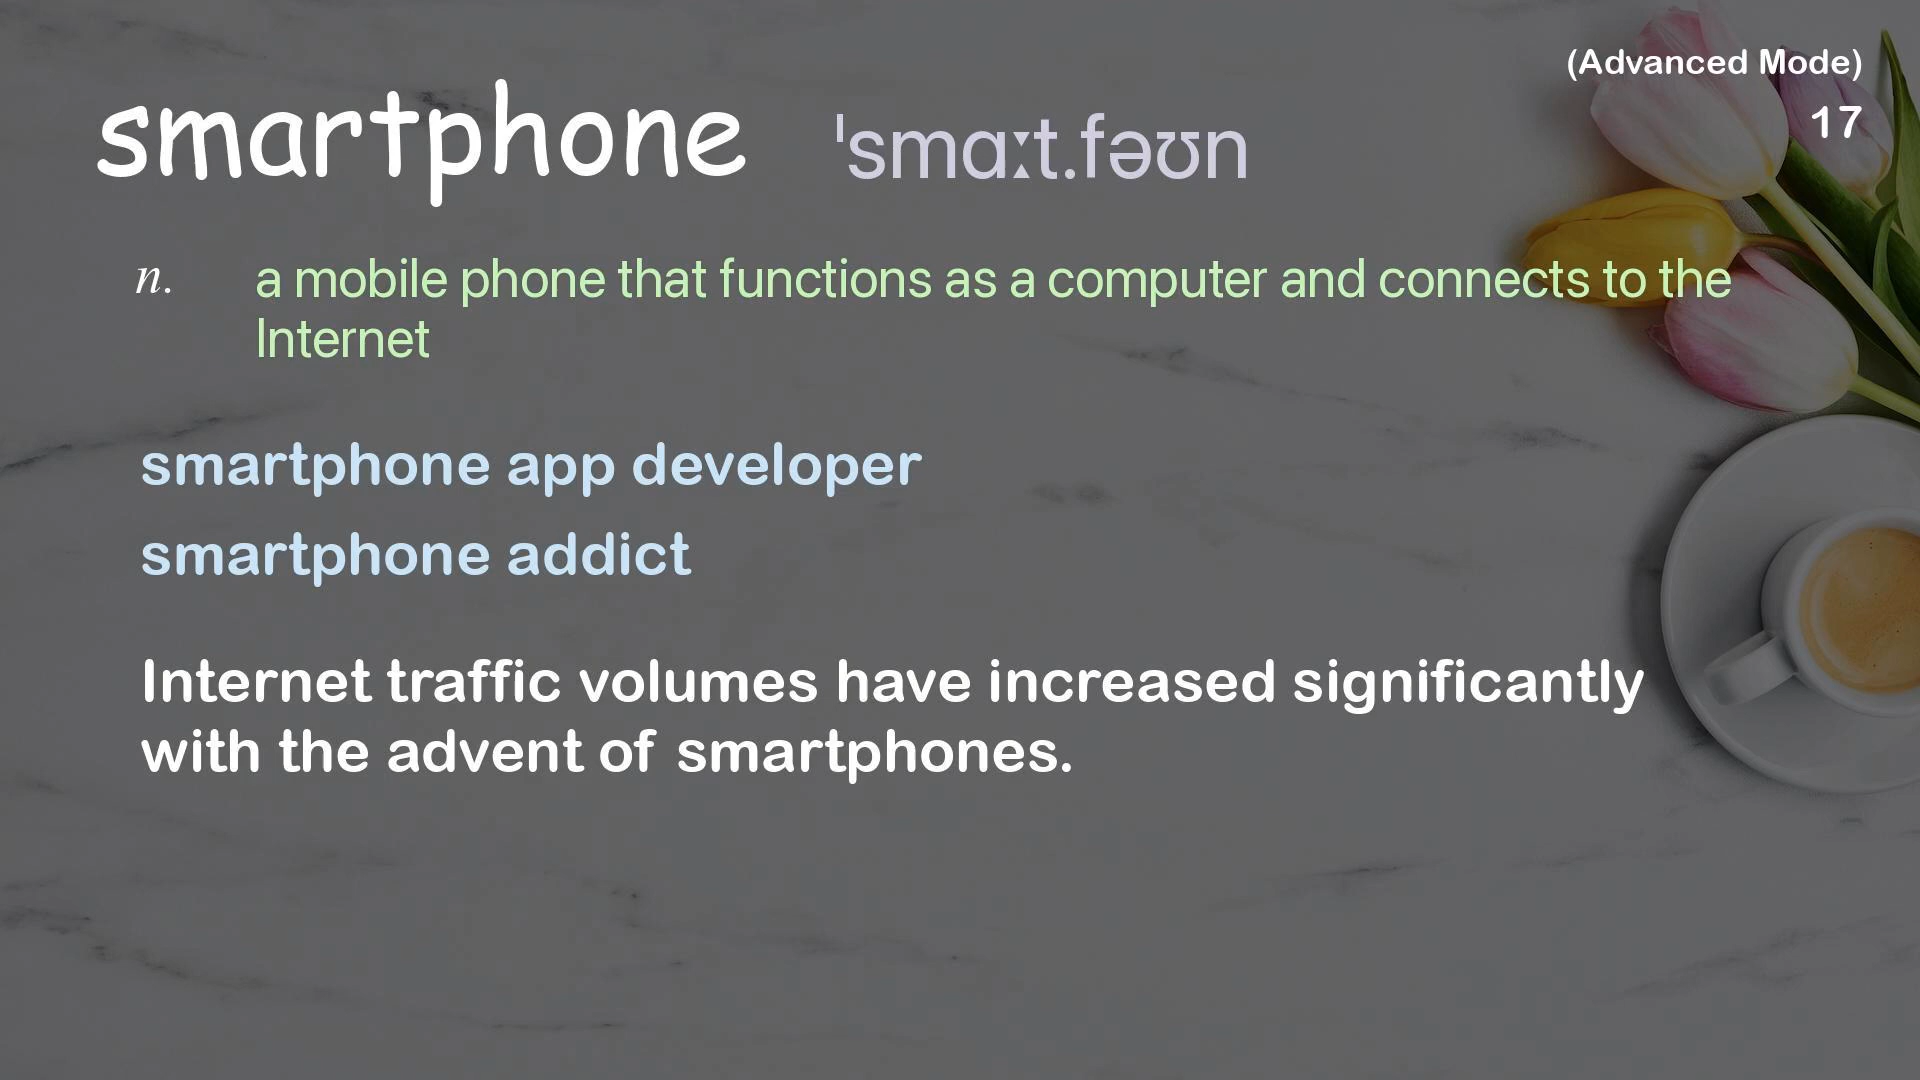 (Advanced Mode)
smartphone ˈsmɑːt.fəʊn
17
n. a mobile phone that functions as a computer and connects to the
Internet
smartphone app developer
smartphone addict
Internet traffic volumes have increased significantly
with the advent of smartphones.